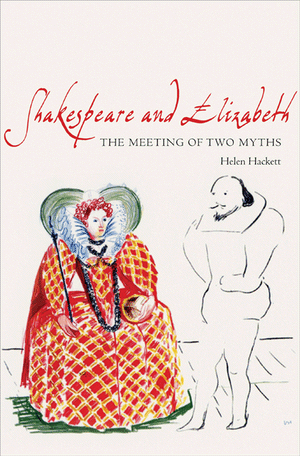 Shakespeare and Elizabeth
THE MEETING OF TWO MYTHS
Helen Hackett